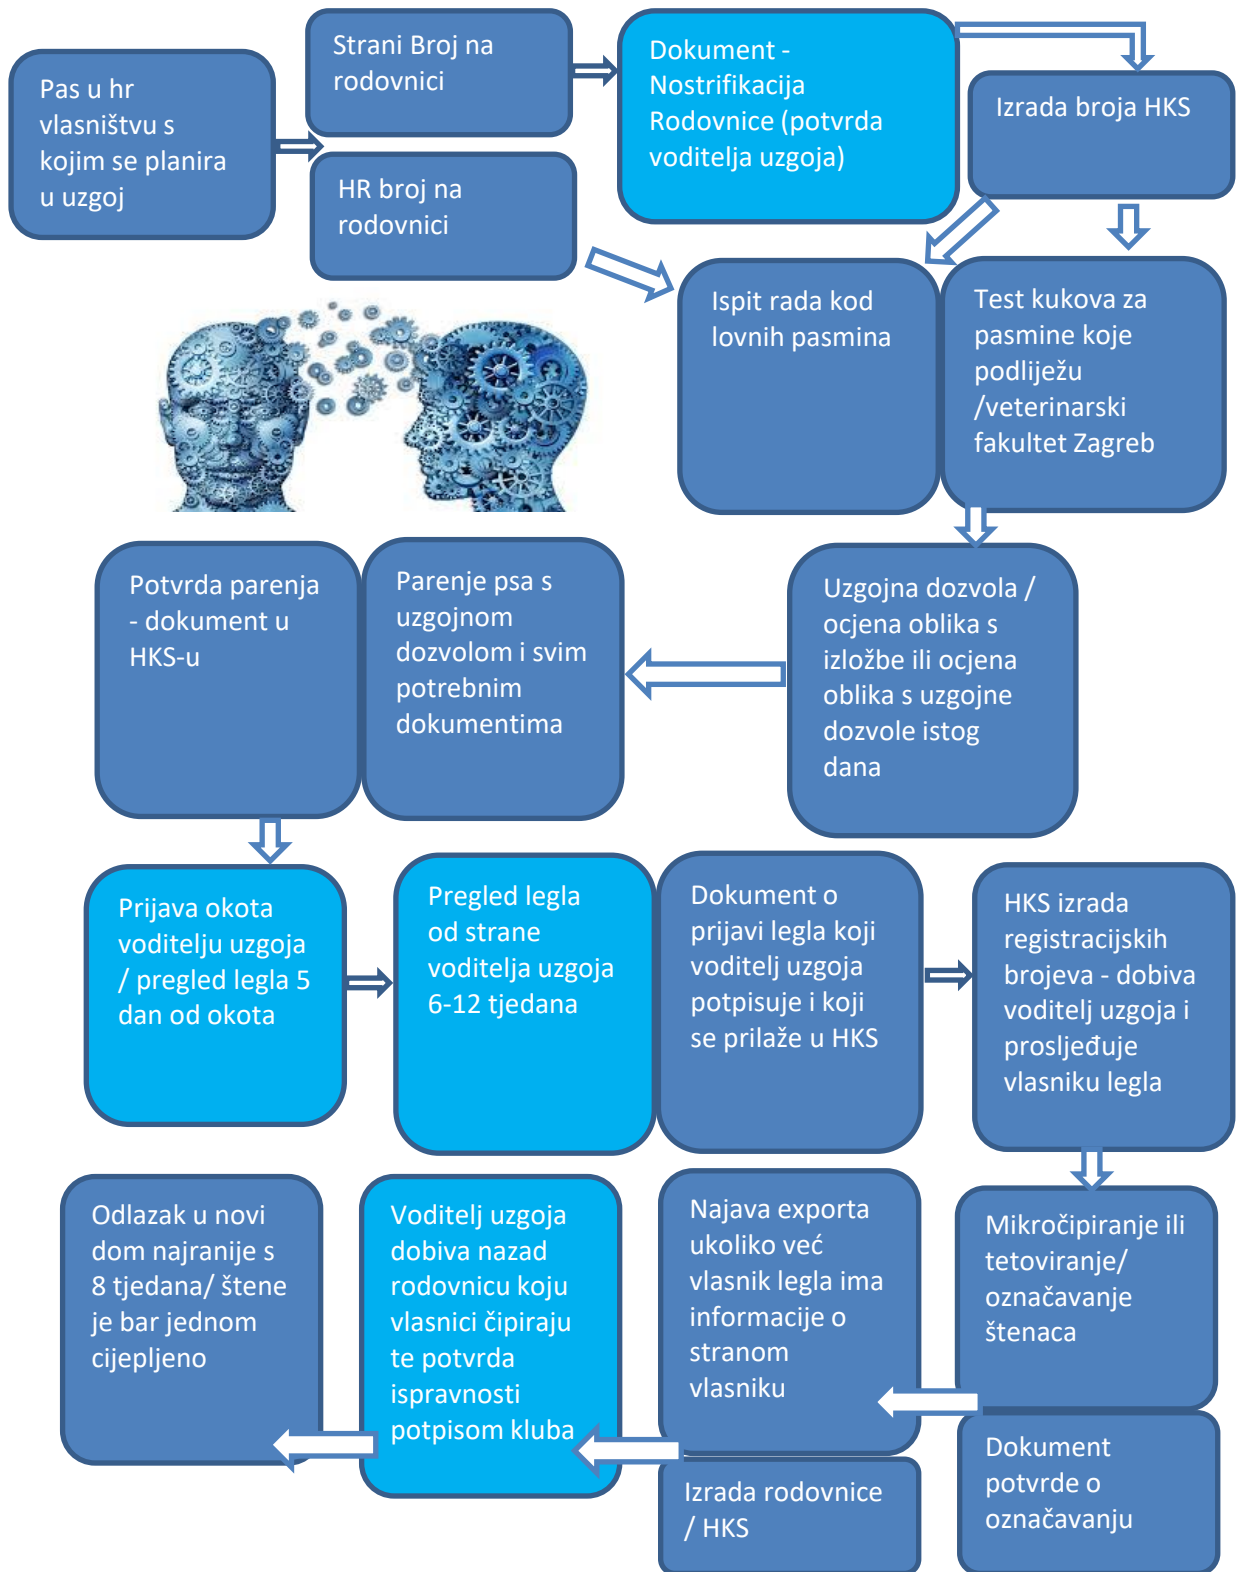 Pas u hr
vlasništvu s
kojim se planira
u uzgoj
Strani Broj na
rodovnici
HR broj na
rodovnici
Dokument -
Nostrifikacija
Rodovnice (potvrda
voditelja uzgoja)
Izrada broja HKS
Ispit rada kod
lovnih pasmina
Test kukova za
pasmine koje
podliježu
/veterinarski
fakultet Zagreb
Uzgojna dozvola /
ocjena oblika s
izložbe ili ocjena
oblika s uzgojne
dozvole istog
dana
Parenje psa s
uzgojnom
dozvolom i svim
potrebnim
dokumentima
Potvrda parenja
- dokument u
HKS-u
Prijava okota
voditelju uzgoja
/ pregled legla 5
dan od okota
Pregled legla
od strane
voditelja uzgoja
6-12 tjedana
Dokument o
prijavi legla koji
voditelj uzgoja
potpisuje i koji
se prilaže u HKS
HKS izrada
registracijskih
brojeva - dobiva
voditelj uzgoja i
prosljeđuje
vlasniku legla
Mikročipiranje ili
tetoviranje/
označavanje
štenaca
Dokument
potvrde o
označavanju
Najava exporta
ukoliko već
vlasnik legla ima
informacije o
stranom
vlasniku
Izrada rodovnice
/ HKS
Voditelj uzgoja
dobiva nazad
rodovnicu koju
vlasnici čipiraju
te potvrda
ispravnosti
potpisom kluba
Odlazak u novi
dom najranije s
8 tjedana/ štene
je bar jednom
cijepljeno